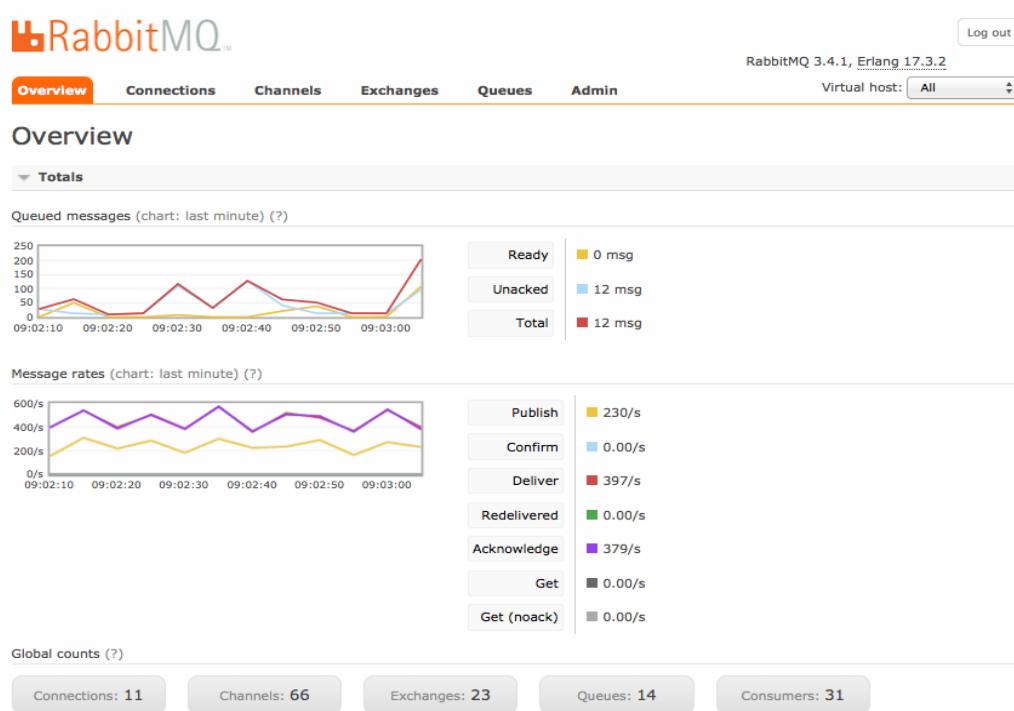 RabbitMQ™
Log out
RabbitMQ 3.4.1, Erlang 17.3.2
Overview Connections Channels Exchanges Queues Admin
Virtual host: All
Overview
Totals
Queued messages (chart: last minute) (?)
250
200
150
100
50
0
09:02:10 09:02:20 09:02:30 09:02:40 09:02:50 09:03:00
Ready 0 msg
Unacked 12 msg
Total 12 msg
Message rates (chart: last minute) (?)
600/s
400/s
200/s
0/s
09:02:10 09:02:20 09:02:30 09:02:40 09:02:50 09:03:00
Publish 230/s
Confirm 0.00/s
Deliver 397/s
Redelivered 0.00/s
Acknowledge 379/s
Get 0.00/s
Get (noack) 0.00/s
Global counts (?)
Connections: 11 Channels: 66 Exchanges: 23 Queues: 14 Consumers: 31